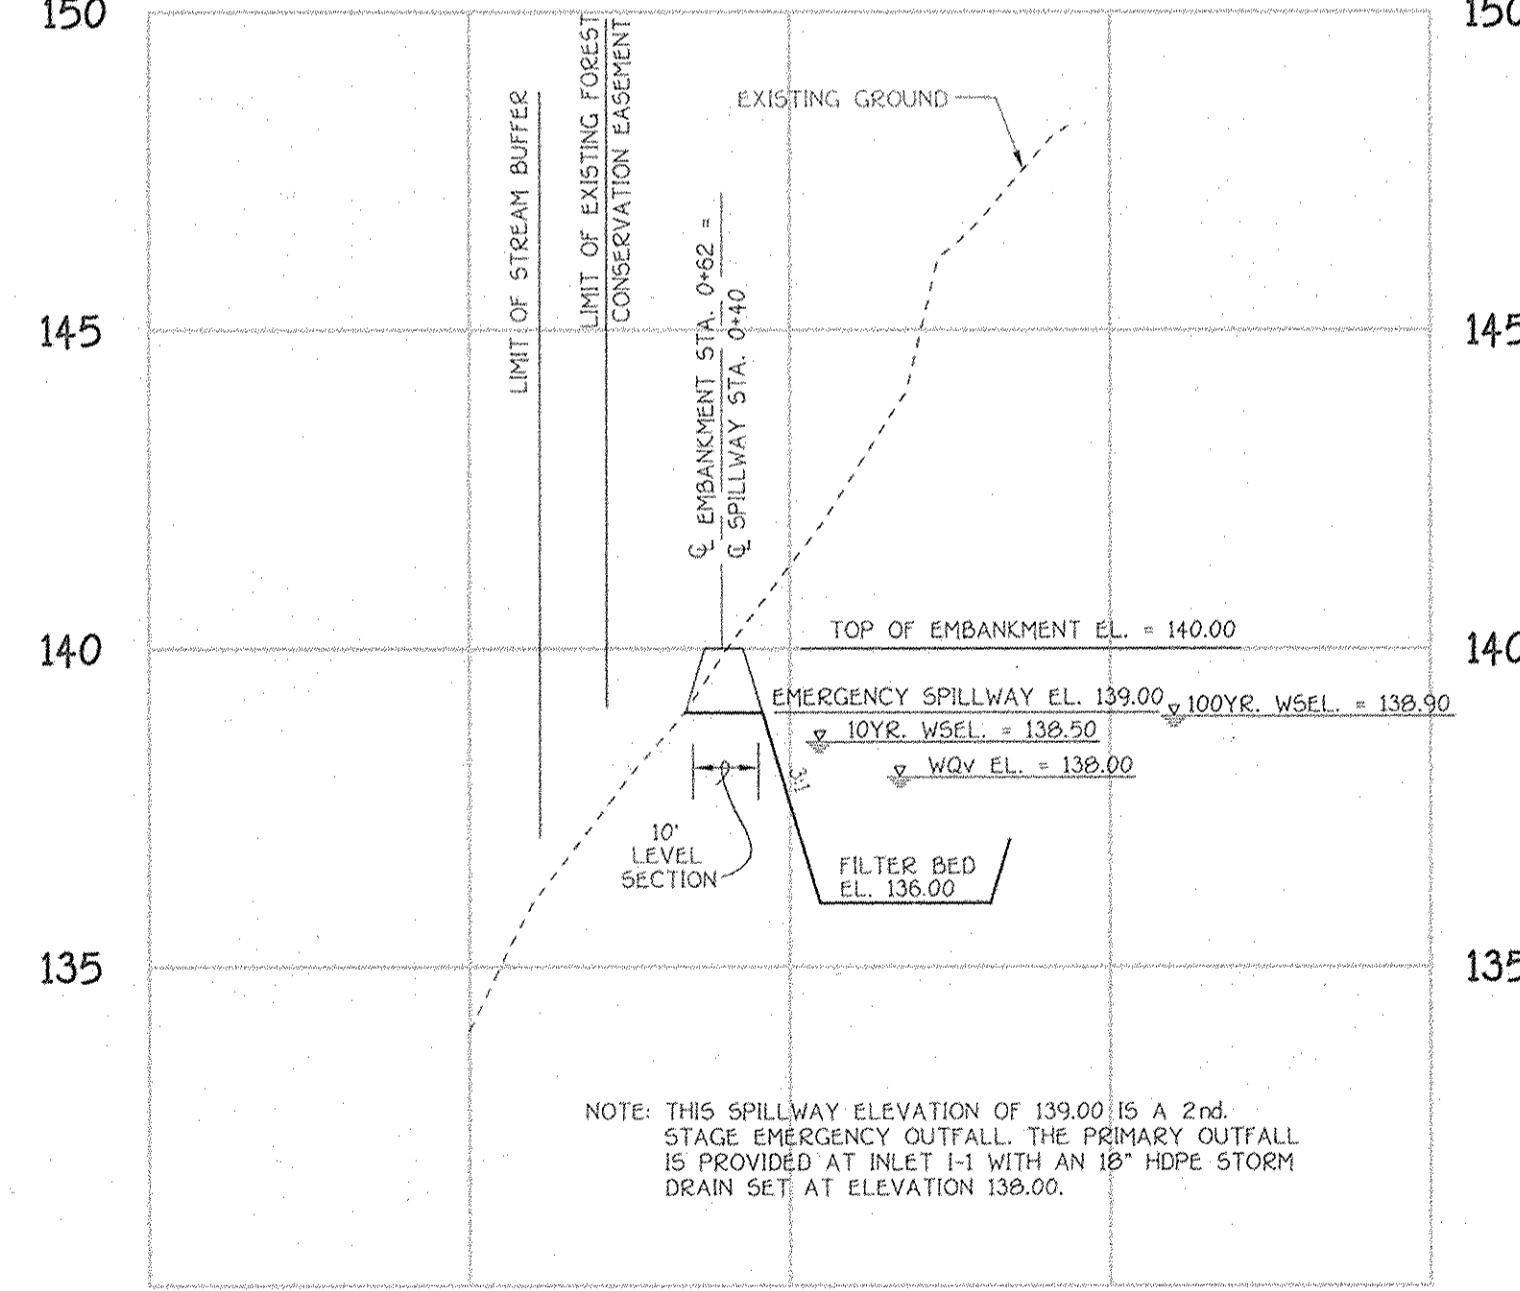 150
150
EXISTING GROUND
LIMIT OF STREAM BUFFER
LIMIT OF EXISTING FOREST
CONSERVATION EASEMENT
℄ EMBANKMENT STA. 0+62 =
℄ SPILLWAY STA. 0+40
145
145
TOP OF EMBANKMENT EL. = 140.00
140
140
EMERGENCY SPILLWAY EL. 139.00
100YR. WSEL. = 138.90
10YR. WSEL. = 138.50
WQv EL. = 138.00
3:1
10'
LEVEL
SECTION
FILTER BED
EL. 136.00
135
135
NOTE: THIS SPILLWAY ELEVATION OF 139.00 IS A 2nd.
STAGE EMERGENCY OUTFALL. THE PRIMARY OUTFALL
IS PROVIDED AT INLET I-1 WITH AN 18" HDPE STORM
DRAIN SET AT ELEVATION 138.00.